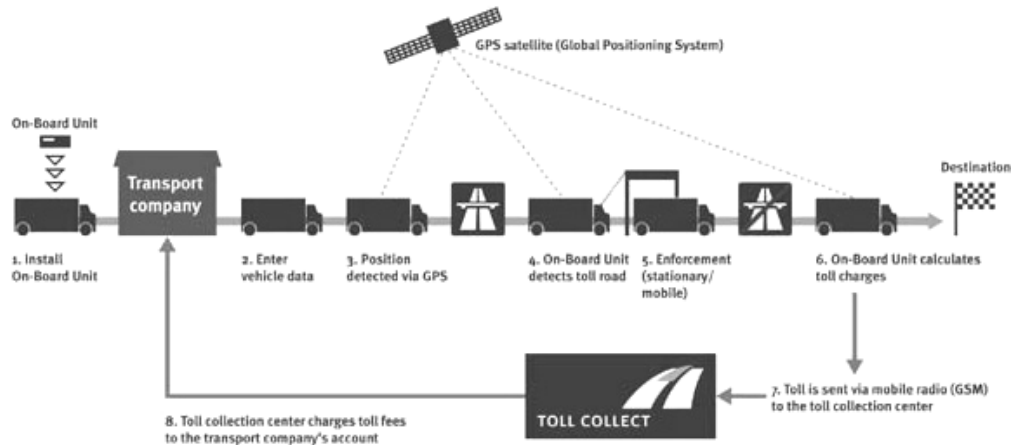 GPS satellite (Global Positioning System)
On-Board Unit
Transport
company
Destination
1. Install
On-Board Unit
2. Enter
vehicle data
3. Position
detected via GPS
4. On-Board Unit
detects toll road
5. Enforcement
(stationary/
mobile)
6. On-Board Unit calculates
toll charges
7. Toll is sent via mobile radio (GSM)
to the toll collection center
TOLL COLLECT
8. Toll collection center charges toll fees
to the transport company's account